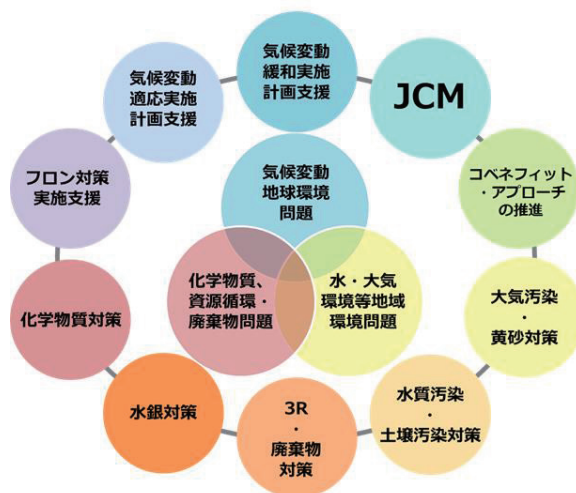 気候変動
緩和実施
計画支援
JCM
コベネフィット
・アプローチ
の推進
大気汚染・
黄砂対策
水質汚染
・
土壌汚染対策
3R
・
廃棄物
対策
水銀対策
化学物質対策
フロン対策
実施支援
気候変動
適応実施
計画支援
気候変動
地球環境
問題
化学物質、
資源循環・
廃棄物問題
水・大気
環境等地域
環境問題